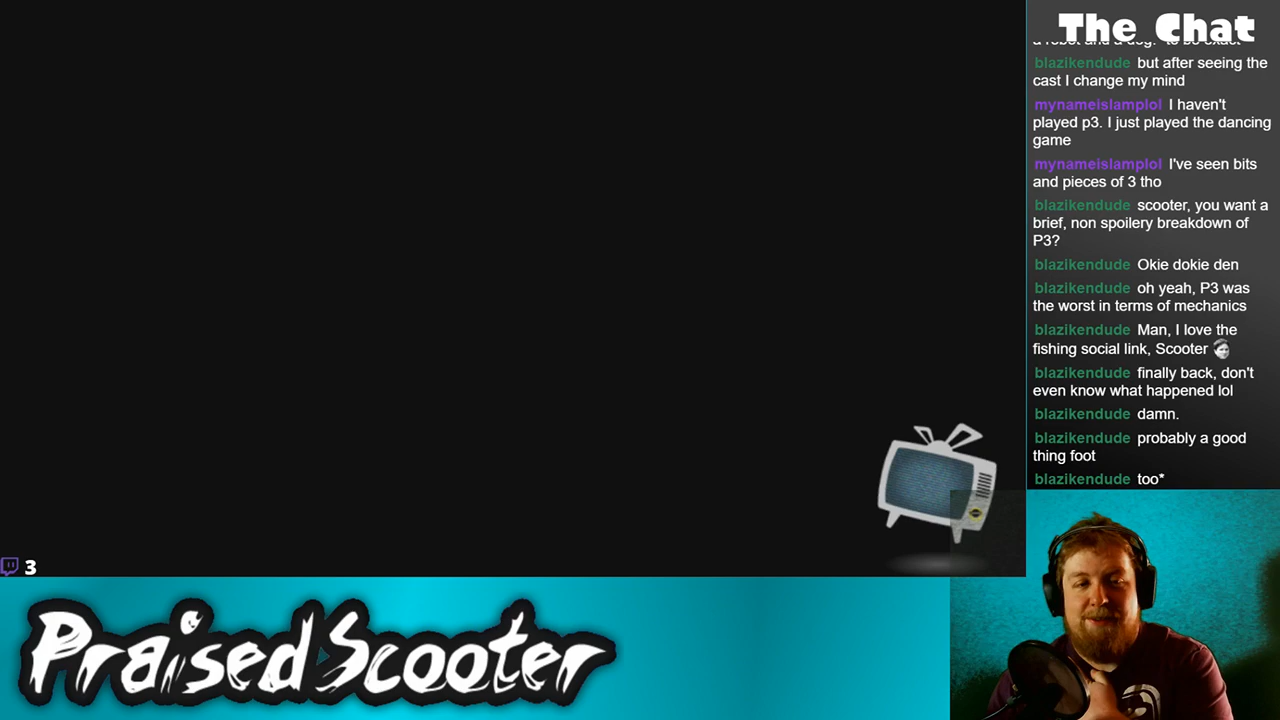 The Chat
blazikendude but after seeing the
cast I change my mind
mynameislamplol I haven't
played p3. I just played the dancing
game
mynameislamplol I've seen bits
and pieces of 3 tho
blazikendude scooter, you want a
brief, non spoilery breakdown of
P3?
blazikendude Okie dokie den
blazikendude oh yeah, P3 was
the worst in terms of mechanics
blazikendude Man, I love the
fishing social link, Scooter
blazikendude finally back, don't
even know what happened lol
blazikendude damn.
blazikendude probably a good
thing foot
blazikendude too*
3
PraisedScooter